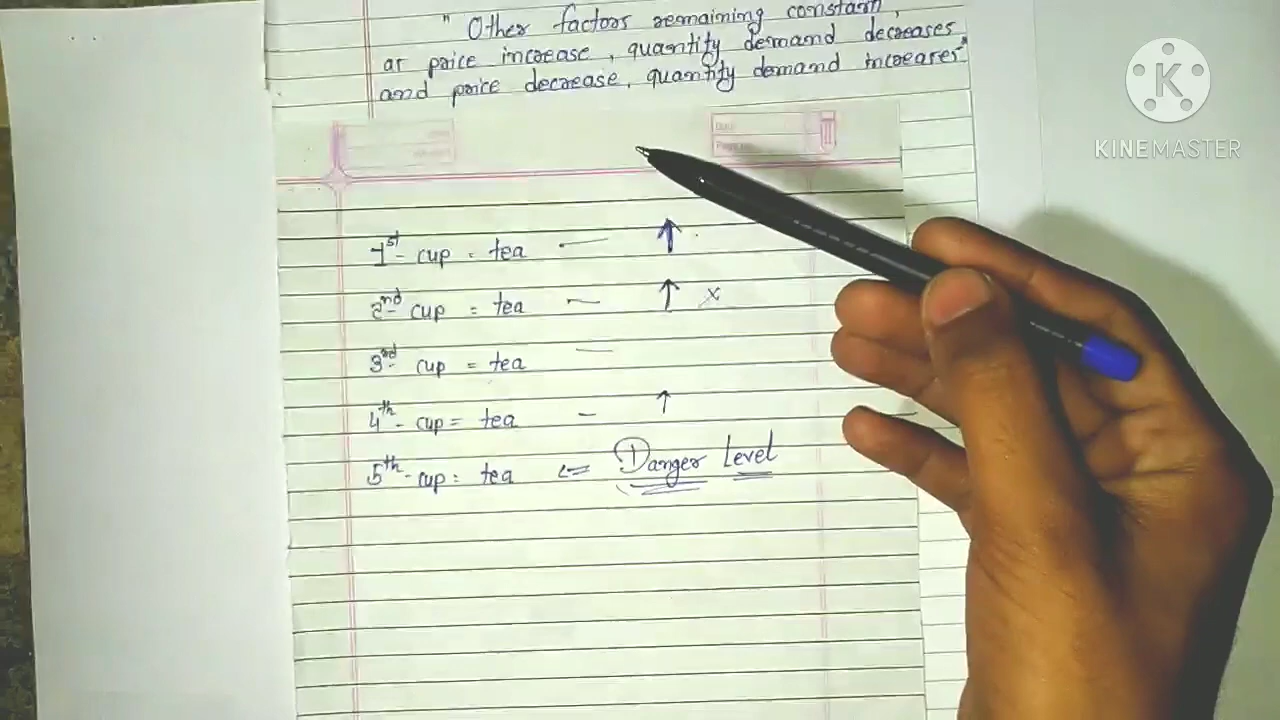 " Other factors remaining constant,
as price increase, quantity demand decreases
and price decrease, quantity demand increases"
K
KINEMASTER
1st cup = tea — ↑
2nd cup = tea — ↑ x
3rd cup = tea —
4th cup = tea — ↑
5th cup = tea <= Danger Level